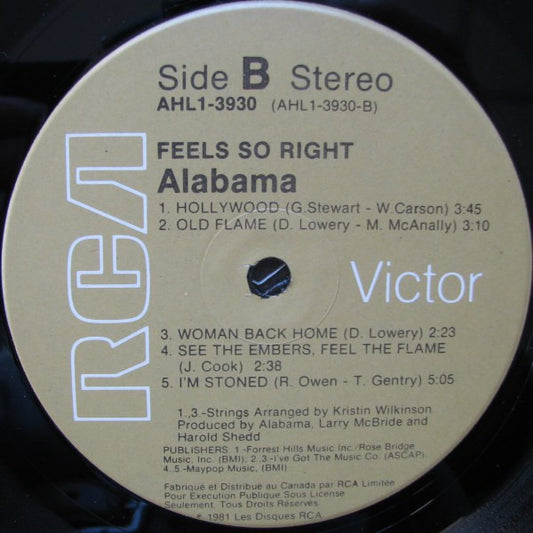 Side B Stereo
AHL1-3930 (AHL1-3930-B)
FEELS SO RIGHT
Alabama
1. HOLLYWOOD (G.Stewart - W.Carson) 3:45
2. OLD FLAME (D. Lowery - M. McAnally) 3:10
RCA
Victor
3. WOMAN BACK HOME (D. Lowery) 2:23
4. SEE THE EMBERS, FEEL THE FLAME
(J. Cook) 2:38
5. I'M STONED (R. Owen - T. Gentry) 5:05
1.,3.-Strings Arranged by Kristin Wilkinson
Produced by Alabama, Larry McBride and
Harold Shedd
PUBLISHERS: 1.-Forrest Hills Music Inc./Rose Bridge
Music, Inc. (BMI); 2.,3.-I've Got The Music Co. (ASCAP).
4.,5.-Maypop Music, (BMI)
Fabriqué et Distribué au Canada par RCA Limitée
Pour Execution Publique Sous License
Seulement. Tous Droits Réservés.
℗ 1981 Les Disques RCA